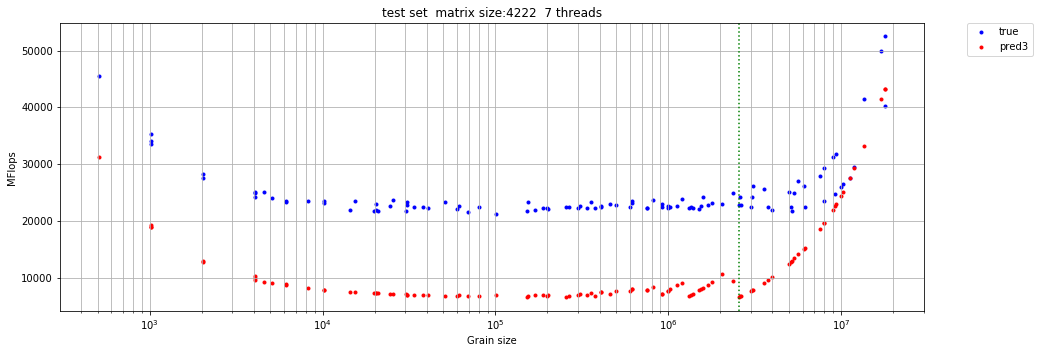 test set  matrix size:4222  7 threads
true
pred3
MFlops
50000
40000
30000
20000
10000
10³
10⁴
10⁵
10⁶
10⁷
Grain size